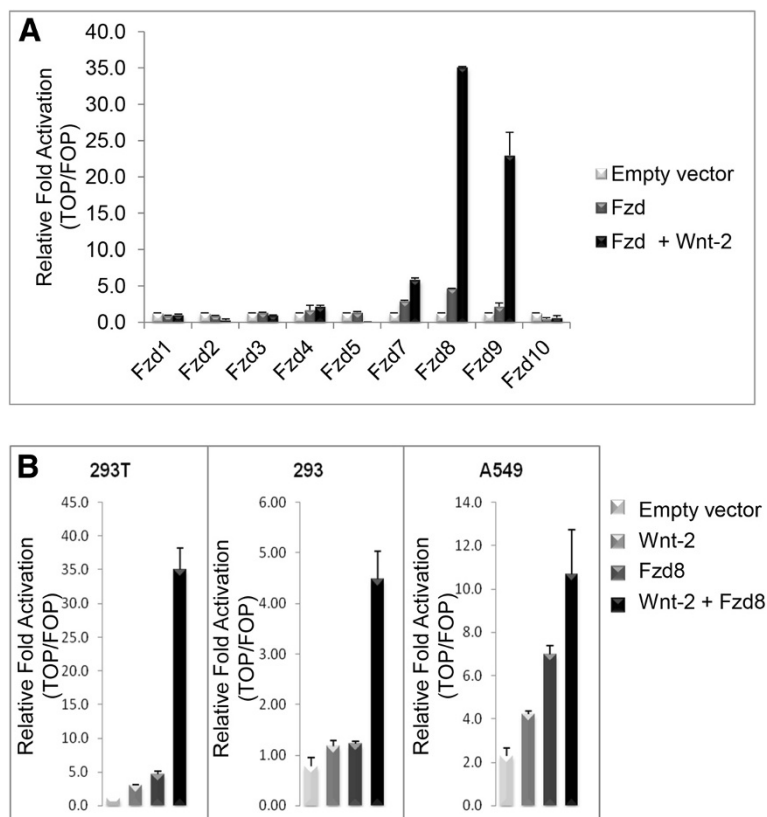 A
Relative Fold Activation
(TOP/FOP)
40.0
35.0
30.0
25.0
20.0
15.0
10.0
5.0
0.0
Fzd1
Fzd2
Fzd3
Fzd4
Fzd5
Fzd7
Fzd8
Fzd9
Fzd10
Empty vector
Fzd
Fzd + Wnt-2
B
293T
Relative Fold Activation
(TOP/FOP)
45.0
40.0
35.0
30.0
25.0
20.0
15.0
10.0
5.0
0.0
293
Relative Fold Activation
(TOP/FOP)
6.00
5.00
4.00
3.00
2.00
1.00
0.00
A549
Relative Fold Activation
(TOP/FOP)
14.0
12.0
10.0
8.0
6.0
4.0
2.0
0.0
Empty vector
Wnt-2
Fzd8
Wnt-2 + Fzd8